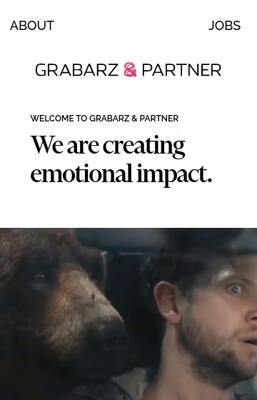 ABOUT JOBS
GRABARZ & PARTNER
WELCOME TO GRABARZ & PARTNER
We are creating
emotional impact.